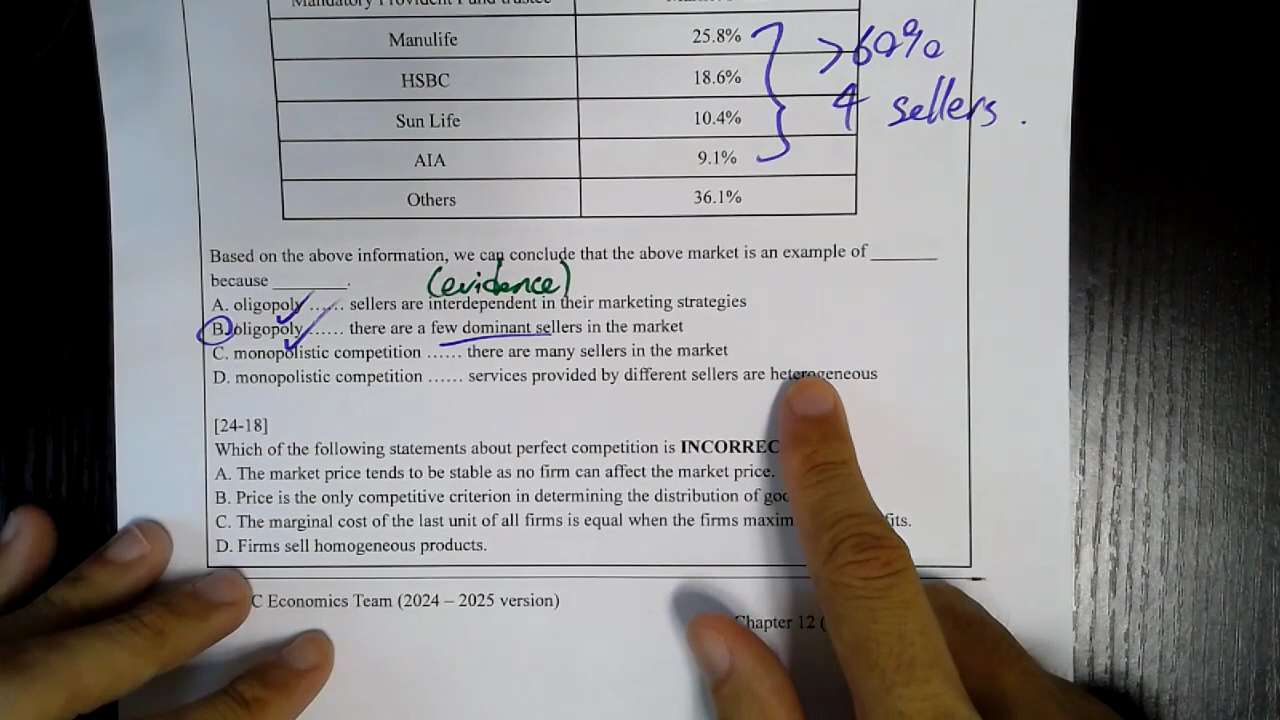 Mandatory Provident Fund trustee
Manulife 25.8%
HSBC 18.6%
Sun Life 10.4%
AIA 9.1%
Others 36.1%
>60%
4 sellers.
Based on the above information, we can conclude that the above market is an example of ______
because ________.
(evidence)
A. oligopoly …… sellers are interdependent in their marketing strategies
B. oligopoly …… there are a few dominant sellers in the market
C. monopolistic competition …… there are many sellers in the market
D. monopolistic competition …… services provided by different sellers are heterogeneous
[24-18]
Which of the following statements about perfect competition is INCORREC
A. The market price tends to be stable as no firm can affect the market price.
B. Price is the only competitive criterion in determining the distribution of
C. The marginal cost of the last unit of all firms is equal when the firms
D. Firms sell homogeneous products.
C Economics Team (2024 – 2025 version)
Chapter 12 (